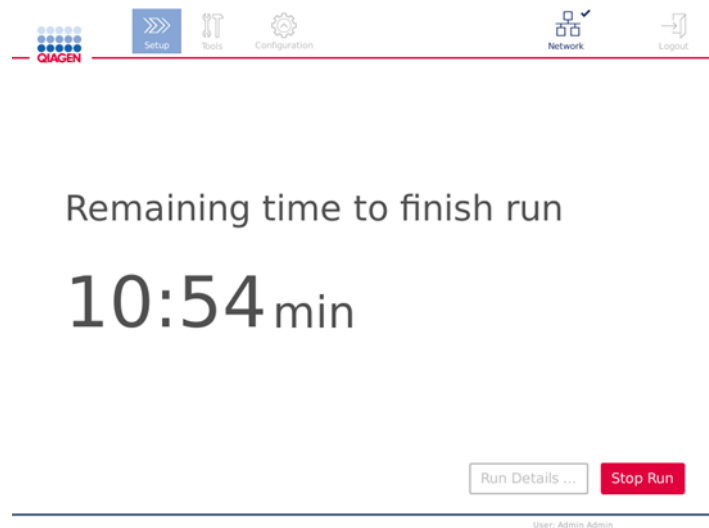 QIAGEN
Setup
Tools
Configuration
Network
Logout
Remaining time to finish run
10:54 min
Run Details ...
Stop Run
User: Admin Admin